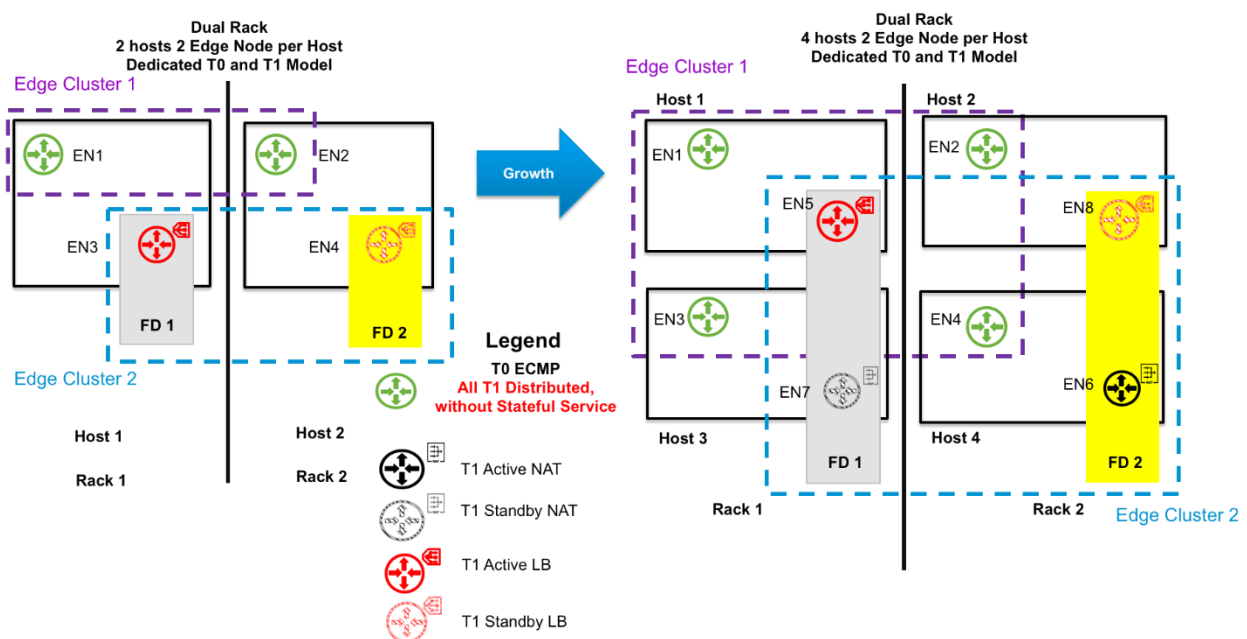 Dual Rack
2 hosts 2 Edge Node per Host
Dedicated T0 and T1 Model
Edge Cluster 1
EN1
EN2
EN3
EN4
FD 1
FD 2
Edge Cluster 2
Host 1
Host 2
Rack 1
Rack 2
Growth
Legend
T0 ECMP
All T1 Distributed,
without Stateful Service
T1 Active NAT
T1 Standby NAT
T1 Active LB
T1 Standby LB
Dual Rack
4 hosts 2 Edge Node per Host
Dedicated T0 and T1 Model
Edge Cluster 1
Host 1
Host 2
EN1
EN2
EN5
EN8
EN3
EN4
EN7
EN6
Host 3
Host 4
FD 1
FD 2
Rack 1
Rack 2
Edge Cluster 2